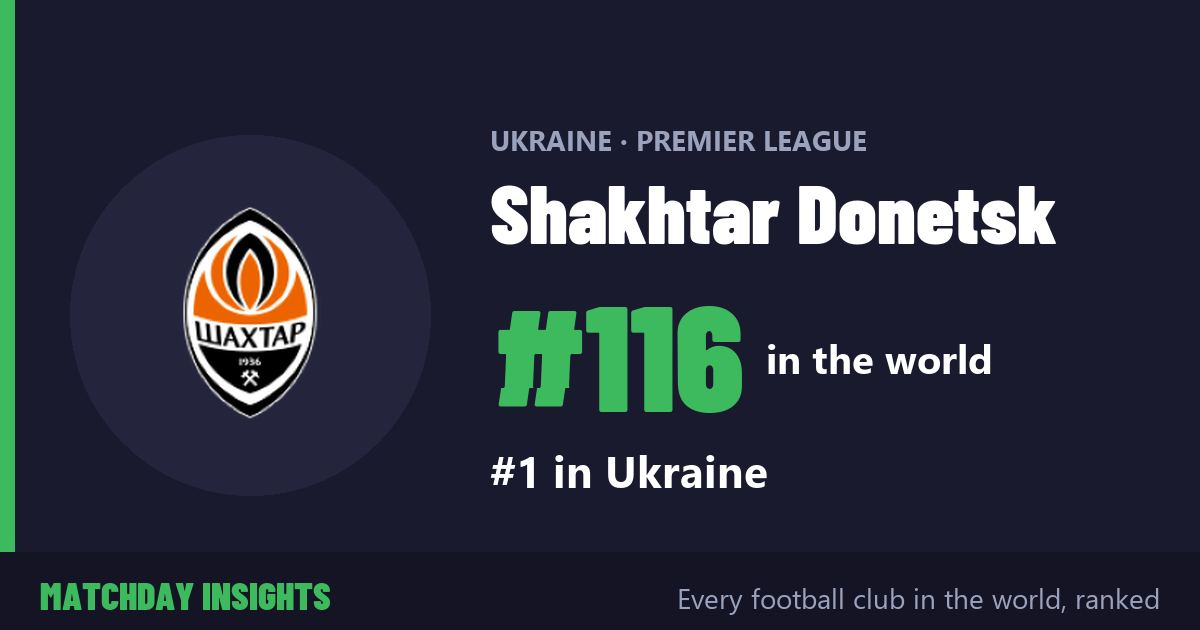 UKRAINE · PREMIER LEAGUE
Shakhtar Donetsk
ШАХТАР
1936
#116 in the world
#1 in Ukraine
MATCHDAY INSIGHTS
Every football club in the world, ranked